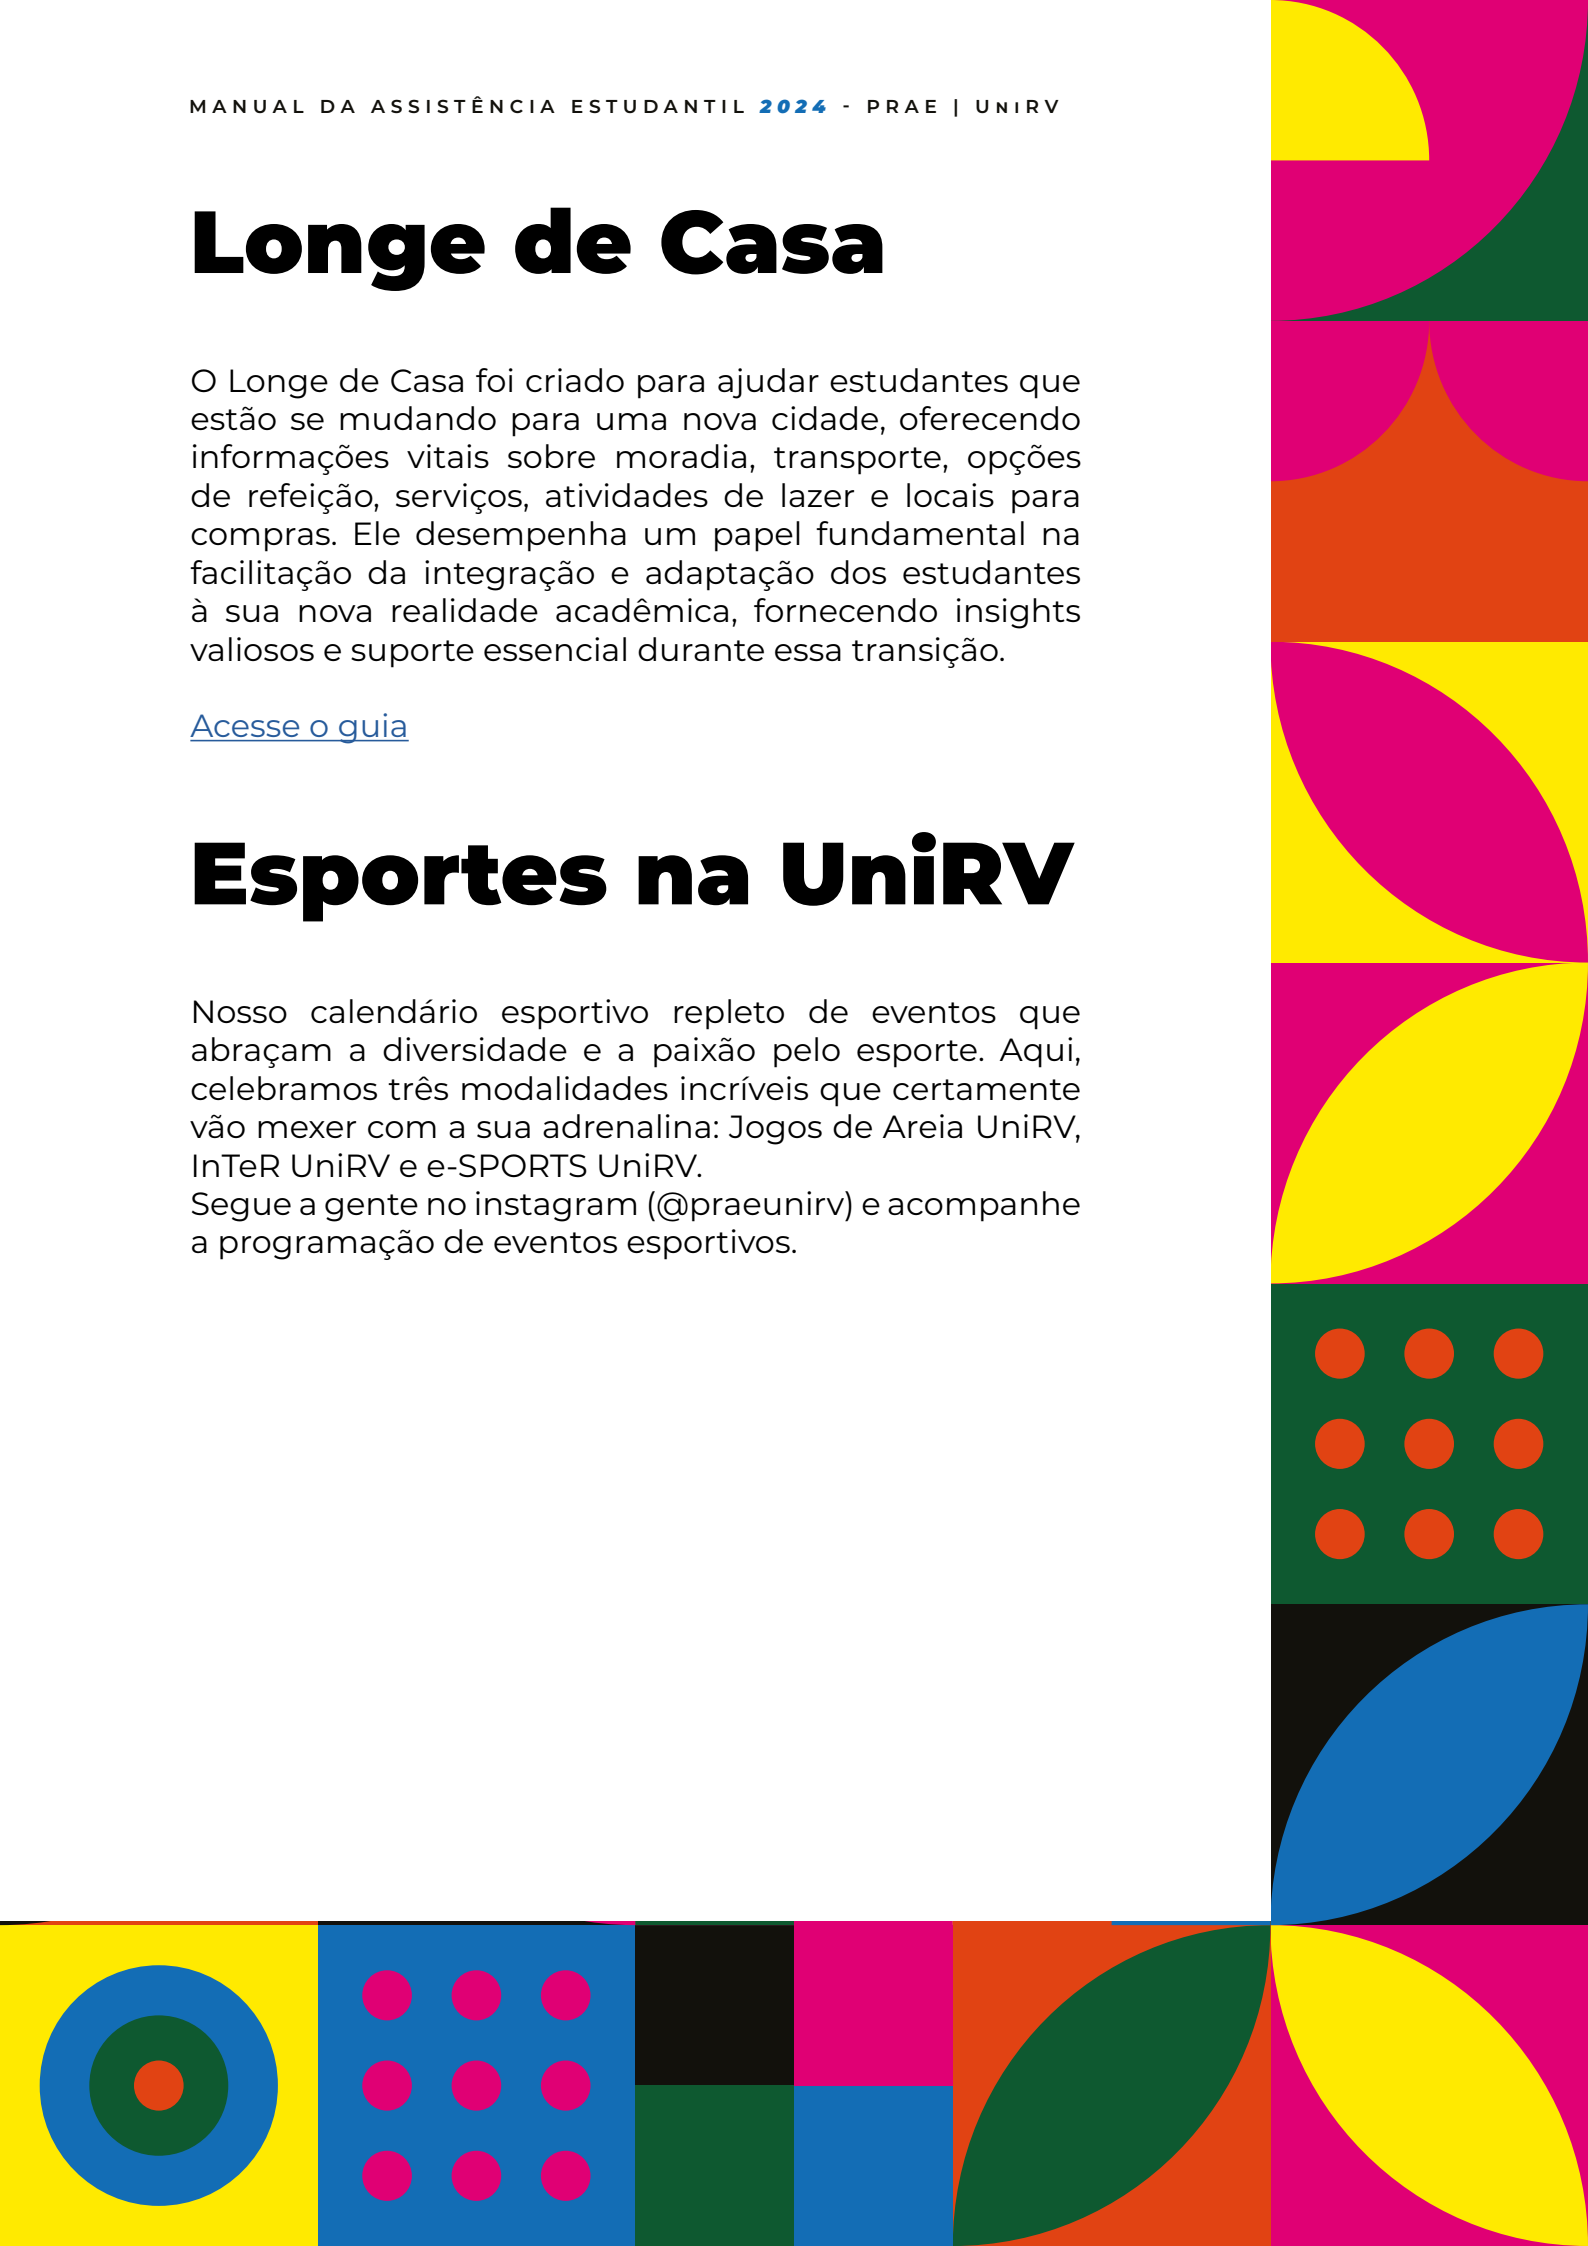 MANUAL DA ASSISTÊNCIA ESTUDANTIL 2024 - PRAE | UNIRV
Longe de Casa
O Longe de Casa foi criado para ajudar estudantes que
estão se mudando para uma nova cidade, oferecendo
informações vitais sobre moradia, transporte, opções
de refeição, serviços, atividades de lazer e locais para
compras. Ele desempenha um papel fundamental na
facilitação da integração e adaptação dos estudantes
à sua nova realidade acadêmica, fornecendo insights
valiosos e suporte essencial durante essa transição.
Acesse o guia
Esportes na UniRV
Nosso calendário esportivo repleto de eventos que
abraçam a diversidade e a paixão pelo esporte. Aqui,
celebramos três modalidades incríveis que certamente
vão mexer com a sua adrenalina: Jogos de Areia UniRV,
InTeR UniRV e e-SPORTS UniRV.
Segue a gente no instagram (@praeunirv) e acompanhe
a programação de eventos esportivos.